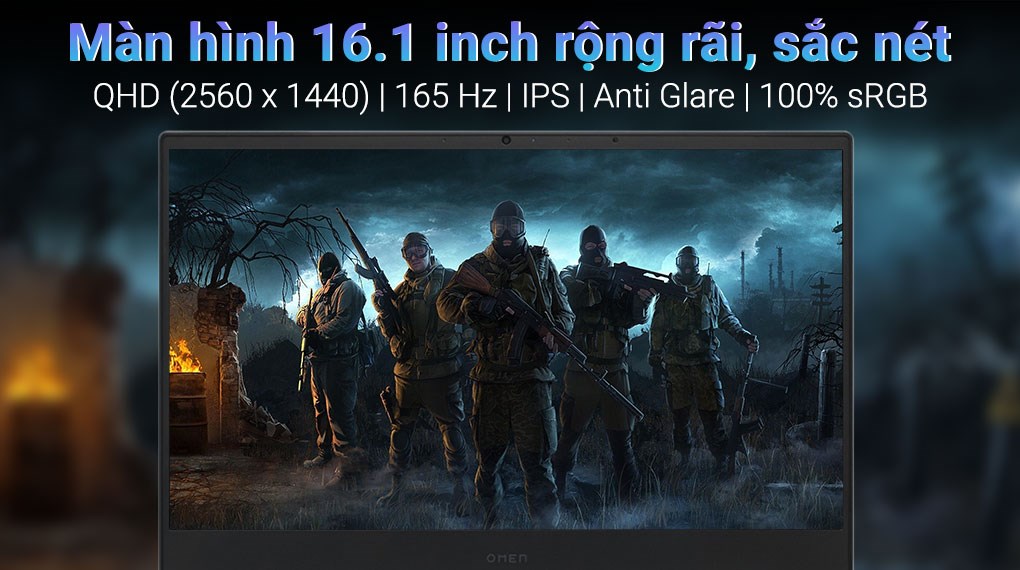 Màn hình 16.1 inch rộng rãi, sắc nét
QHD (2560 x 1440) | 165 Hz | IPS | Anti Glare | 100% sRGB
OMEN